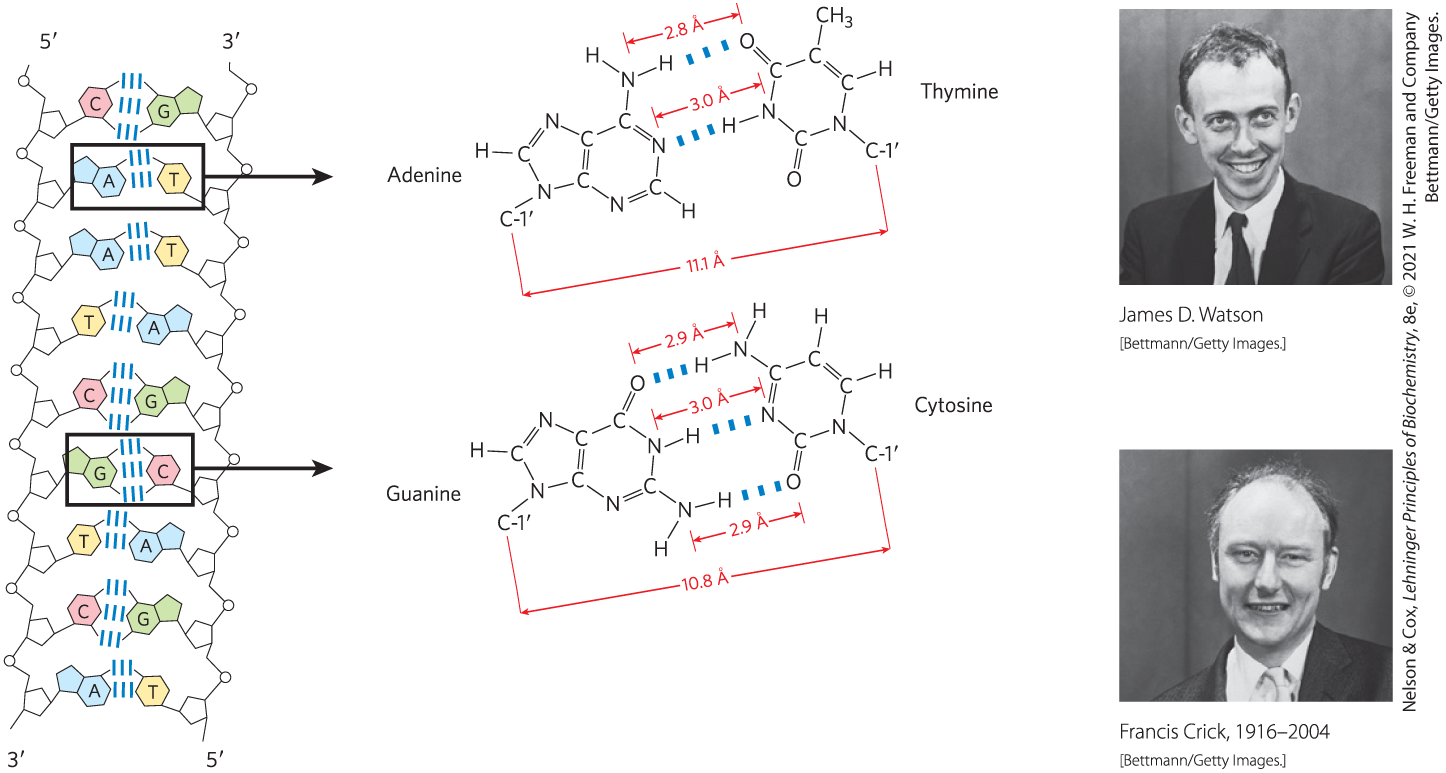 5′ 3′
C G
A T
A T
T A
C G
G C
T A
C G
A T
3′ 5′
CH3
2.8 Å
H H O
N C C H
3.0 Å C
Thymine
N C N H N
H C C C N
Adenine
C C C-1′
N N C O
H
C-1′
11.1 Å
H H
2.9 Å
H N C H
O C C
3.0 Å
Cytosine
N C C N H N N
H C C C
Guanine
C-1′
N N C N H O
C-1′ H
2.9 Å
10.8 Å
James D. Watson
[Bettmann/Getty Images.]
Francis Crick, 1916–2004
[Bettmann/Getty Images.]
Nelson & Cox, Lehninger Principles of Biochemistry, 8e, © 2021 W. H. Freeman and Company
Bettmann/Getty Images.